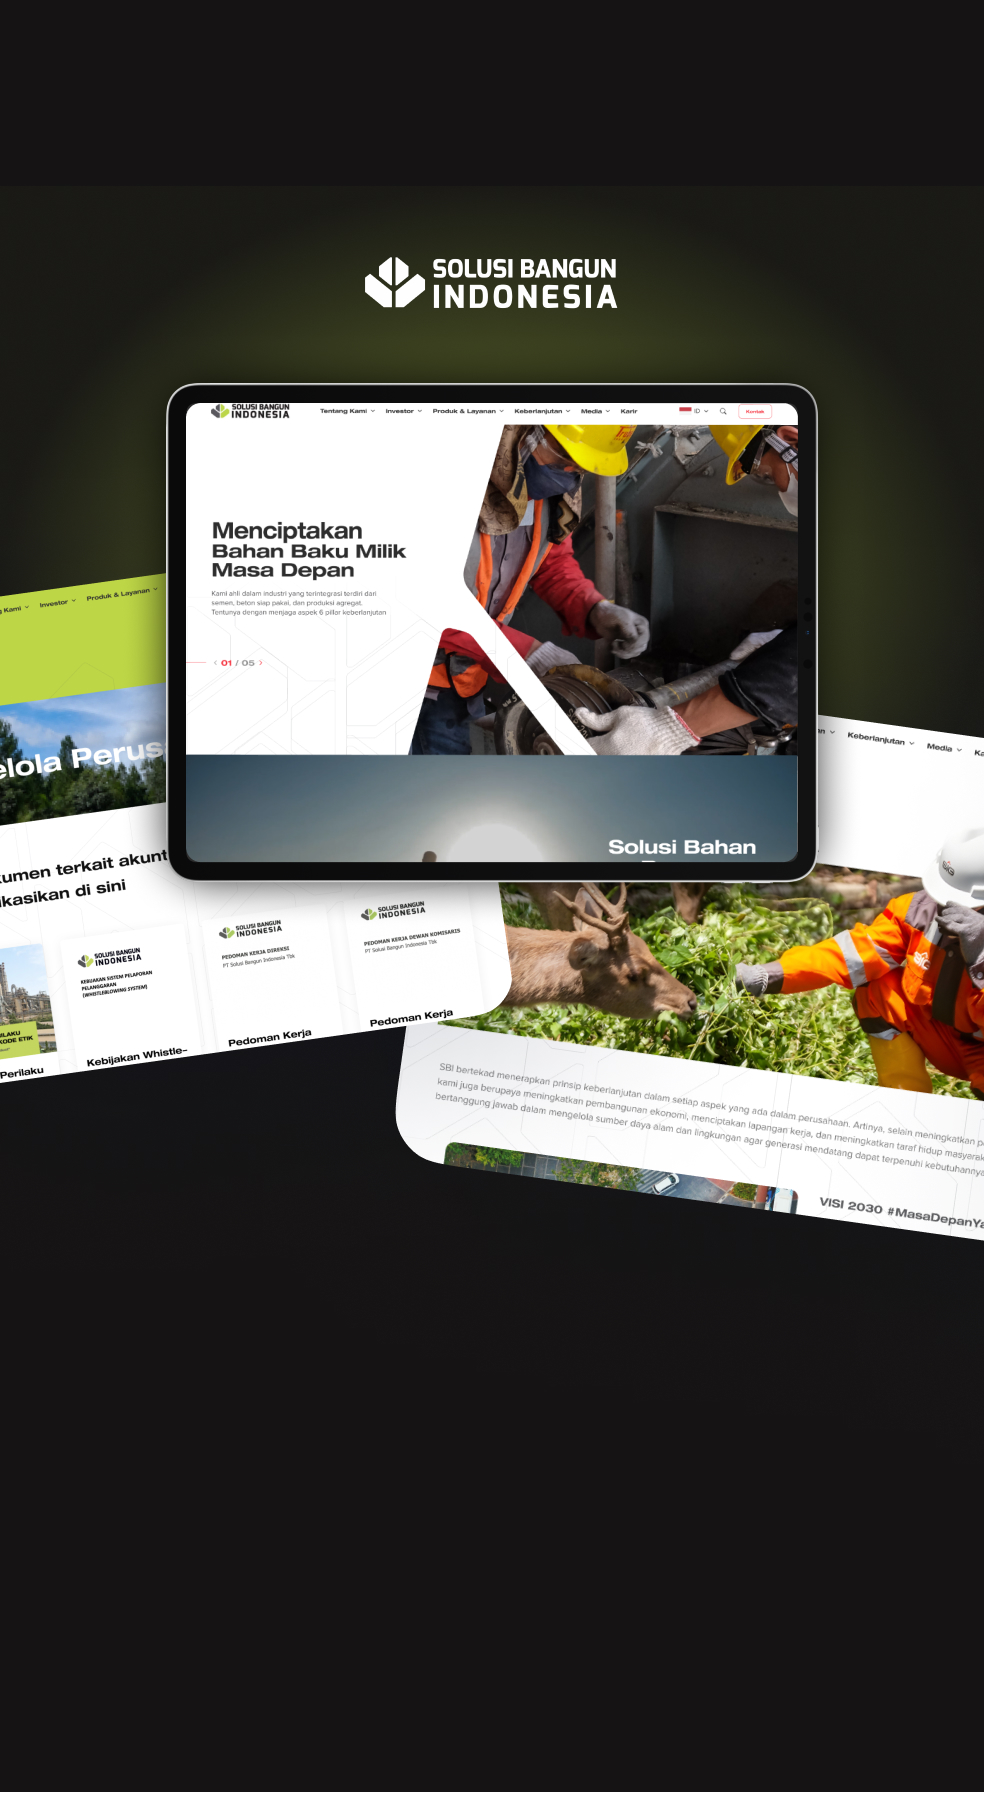 SOLUSI BANGUN
INDONESIA
SOLUSI BANGUN
INDONESIA
Tentang Kami
Investor
Produk & Layanan
Keberlanjutan
Media
Karir
ID
Kontak
Menciptakan
Bahan Baku Milik
Masa Depan
Kami ahli dalam industri yang terintegrasi terdiri dari
semen, beton siap pakai, dan produksi agregat.
Tentunya dengan menjaga aspek 6 pillar keberlanjutan
01 / 05
Solusi Bahan
Kami
Investor
Produk & Layanan
elola Perus
kumen terkait akunt
ikasikan di sini
SOLUSI BANGUN
INDONESIA
KEBIJAKAN SISTEM PELAPORAN
PELANGGARAN
(WHISTLEBLOWING SYSTEM)
Kebijakan Whistle-
SOLUSI BANGUN
INDONESIA
PEDOMAN KERJA DIREKSI
PT Solusi Bangun Indonesia Tbk
Pedoman Kerja
SOLUSI BANGUN
INDONESIA
PEDOMAN KERJA DEWAN KOMISARIS
PT Solusi Bangun Indonesia Tbk
Pedoman Kerja
ILAKU
KODE ETIK
Perilaku
Keberlanjutan
Media
Ka
SBI bertekad menerapkan prinsip keberlanjutan dalam setiap aspek yang ada dalam perusahaan. Artinya, selain meningkatkan p
kami juga berupaya meningkatkan pembangunan ekonomi, menciptakan lapangan kerja, dan meningkatkan taraf hidup masyarak
bertanggung jawab dalam mengelola sumber daya alam dan lingkungan agar generasi mendatang dapat terpenuhi kebutuhannya
VISI 2030 #MasaDepanYa